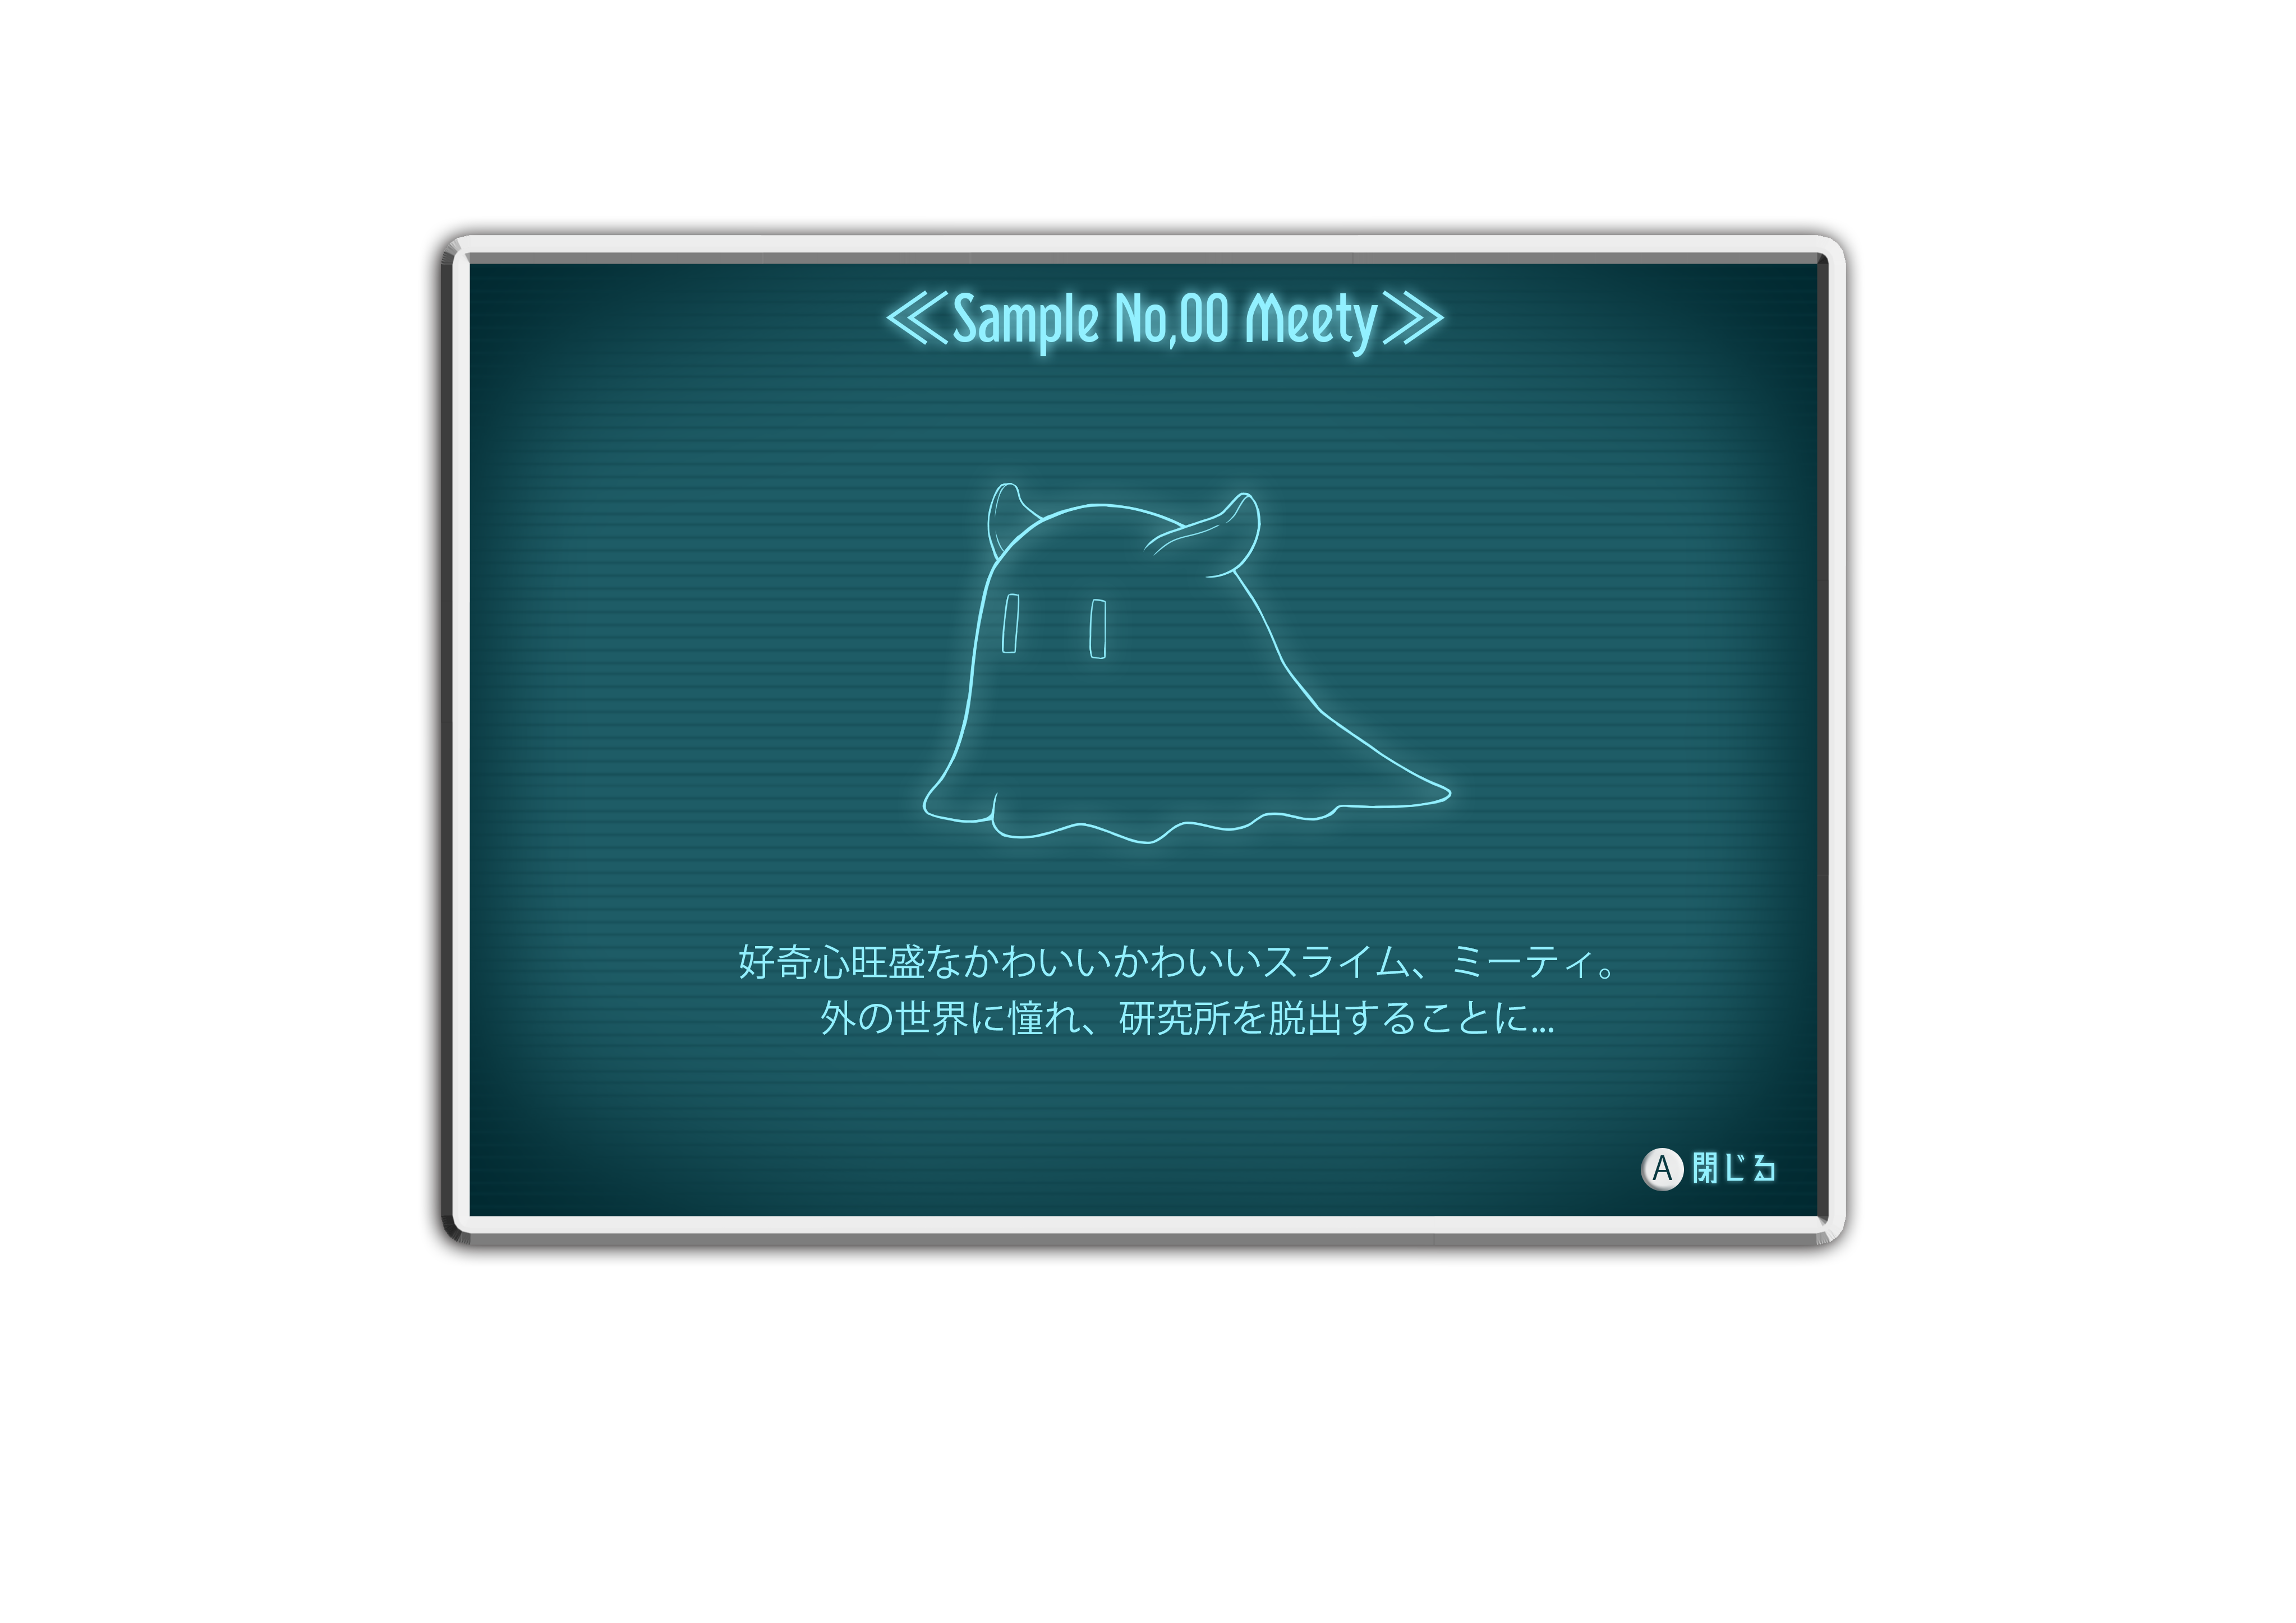 ≪Sample No,00 Meety≫
好奇心旺盛なかわいいかわいいスライム、ミーティ。
外の世界に憧れ、研究所を脱出することに...
A 閉じる